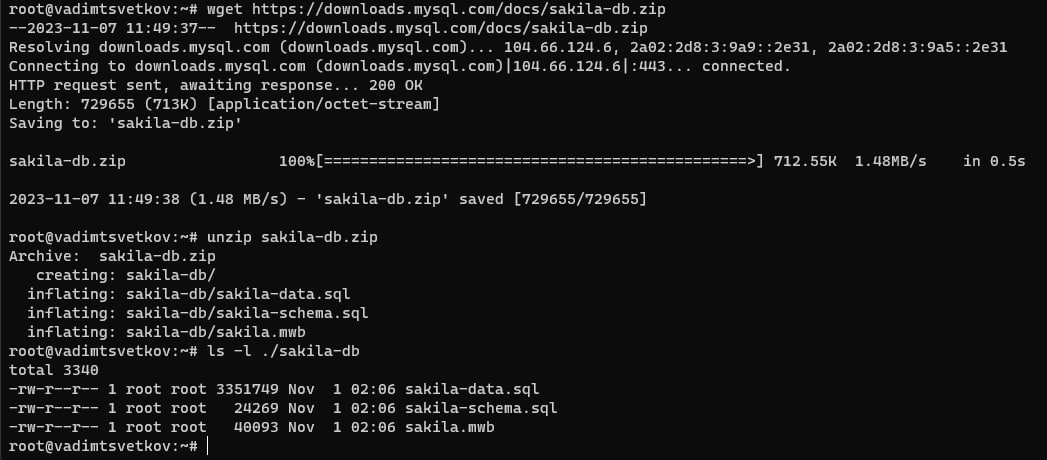 root@vadimtsvetkov:~# wget https://downloads.mysql.com/docs/sakila-db.zip
--2023-11-07 11:49:37--  https://downloads.mysql.com/docs/sakila-db.zip
Resolving downloads.mysql.com (downloads.mysql.com)... 104.66.124.6, 2a02:2d8:3:9a9::2e31, 2a02:2d8:3:9a5::2e31
Connecting to downloads.mysql.com (downloads.mysql.com)|104.66.124.6|:443... connected.
HTTP request sent, awaiting response... 200 OK
Length: 729655 (713K) [application/octet-stream]
Saving to: 'sakila-db.zip'
sakila-db.zip                 100%[===============================================>] 712.55K  1.48MB/s    in 0.5s
2023-11-07 11:49:38 (1.48 MB/s) - 'sakila-db.zip' saved [729655/729655]
root@vadimtsvetkov:~# unzip sakila-db.zip
Archive:  sakila-db.zip
   creating: sakila-db/
  inflating: sakila-db/sakila-data.sql
  inflating: sakila-db/sakila-schema.sql
  inflating: sakila-db/sakila.mwb
root@vadimtsvetkov:~# ls -l ./sakila-db
total 3340
-rw-r--r-- 1 root root 3351749 Nov  1 02:06 sakila-data.sql
-rw-r--r-- 1 root root   24269 Nov  1 02:06 sakila-schema.sql
-rw-r--r-- 1 root root   40093 Nov  1 02:06 sakila.mwb
root@vadimtsvetkov:~#